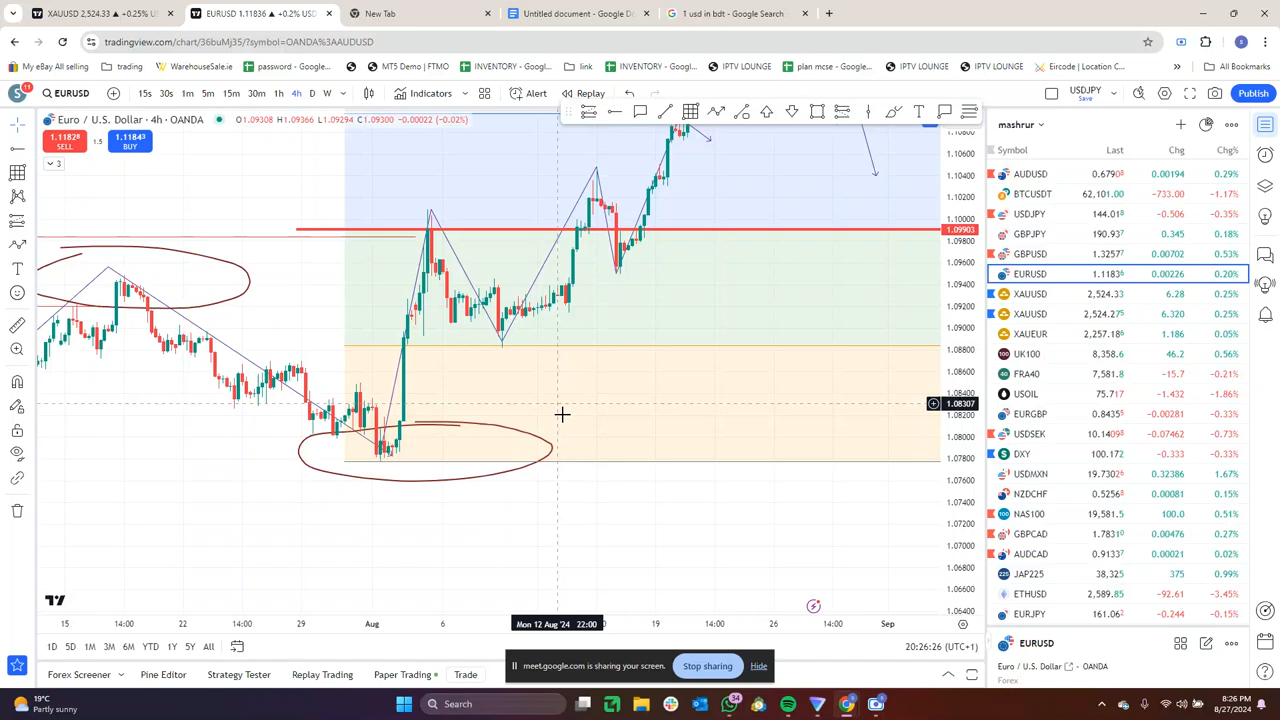 XAUUSD 2,524.33 ▲ +0.25%
EURUSD 1.11836 ▲ +0.2% USD
New Tab
Untitled document - Google Do
1 usd in bdt - Google Search
tradingview.com/chart/36buMj35/?symbol=OANDA%3AAUDUSD
My eBay All selling
trading
WarehouseSale.ie
password - Googl...
MT5 Demo | FTMO
INVENTORY - Googl...
link
INVENTORY - Googl...
IPTV LOUNGE
plan mcse - Google...
IPTV LOUNGE
IPTV LOUNGE
Eircode | Location C...
All Bookmarks
S 11 EURUSD 15s 30s 1m 5m 15m 30m 1h 4h D W Indicators Alert Replay USDJPY Save Publish
Euro / U.S. Dollar · 4h · OANDA O1.09308 H1.09366 L1.09294 C1.09300 −0.00022 (−0.02%)
1.11828 SELL 1.5 1.11843 BUY
3
1.10800
1.10600
1.10400
1.10200
1.10000
1.09903
1.09800
1.09600
1.09400
1.09200
1.09000
1.08800
1.08600
1.08400
1.08307
1.08200
1.08000
1.07800
1.07600
1.07400
1.07200
1.07000
1.06800
1.06600
1.06400
15 14:00 22 14:00 29 Aug 6 Mon 12 Aug '24 22:00 19 14:00 28 Sep
1D 5D 1M 3M 6M YTD 1Y 5Y All
20:26:26 (UTC+1)
Forex Screener Pine Editor Strategy Tester Replay Trading Paper Trading Trade
meet.google.com is sharing your screen. Stop sharing Hide
mashrur
Symbol Last Chg Chg%
AUDUSD 0.67908 0.00194 0.29%
BTCUSDT 62,101.00 −733.00 −1.17%
USDJPY 144.018 −0.506 −0.35%
GBPJPY 190.937 0.345 0.18%
GBPUSD 1.32577 0.00702 0.53%
EURUSD 1.11836 0.00226 0.20%
XAUUSD 2,524.33 6.28 0.25%
XAUUSD 2,524.275 6.320 0.25%
XAUEUR 2,257.186 1.186 0.05%
UK100 8,358.6 46.2 0.56%
FRA40 7,581.8 −15.7 −0.21%
USOIL 75.717 −1.432 −1.86%
EURGBP 0.84355 −0.00281 −0.33%
USDSEK 10.14098 −0.07462 −0.73%
DXY 100.172 −0.333 −0.33%
USDMXN 19.73026 0.32386 1.67%
NZDCHF 0.52568 0.00081 0.15%
NAS100 19,581.5 100.0 0.51%
GBPCAD 1.78310 0.00476 0.27%
AUDCAD 0.91337 0.00021 0.02%
JAP225 38,325 375 0.99%
ETHUSD 2,589.85 −92.61 −3.45%
EURJPY 161.062 −0.244 −0.15%
EURUSD
Euro / U.S. Dollar · OANDA
Forex
19°C
Partly sunny
Search
34
8:26 PM
8/27/2024